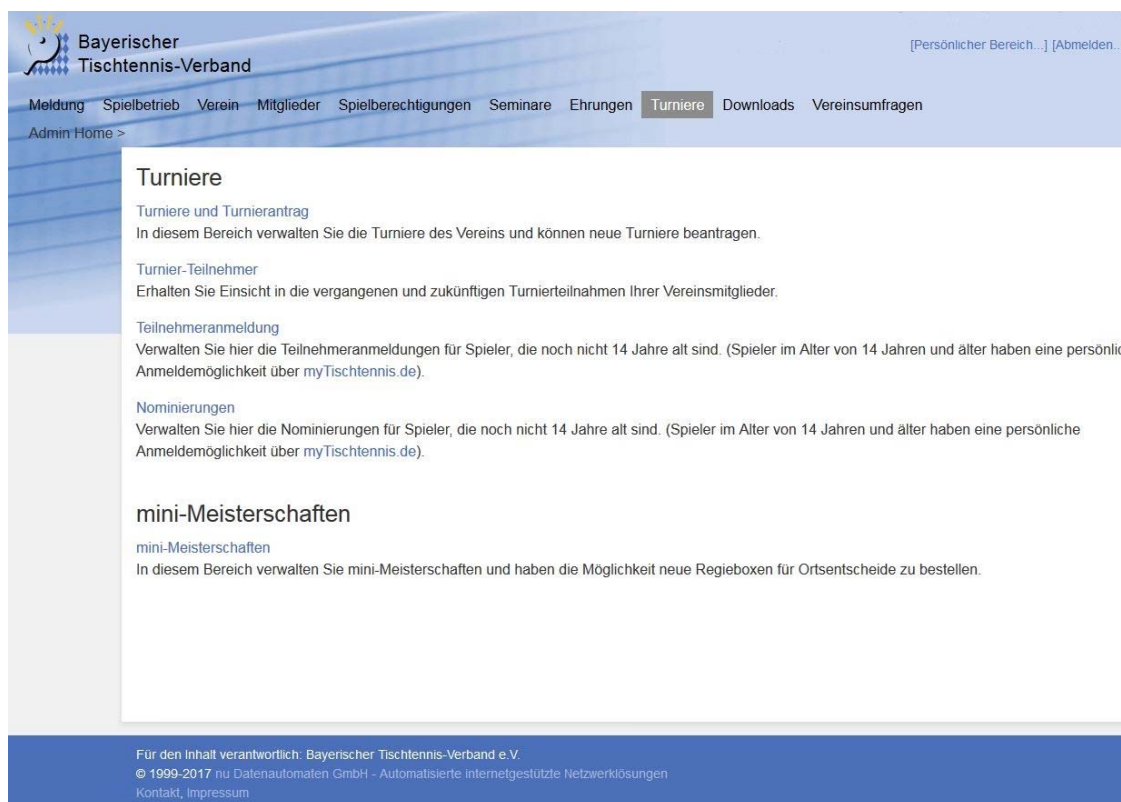 Bayerischer
Tischtennis-Verband
[Persönlicher Bereich...] [Abmelden..
Meldung Spielbetrieb Verein Mitglieder Spielberechtigungen Seminare Ehrungen Turniere Downloads Vereinsumfragen
Admin Home >
Turniere
Turniere und Turnierantrag
In diesem Bereich verwalten Sie die Turniere des Vereins und können neue Turniere beantragen.
Turnier-Teilnehmer
Erhalten Sie Einsicht in die vergangenen und zukünftigen Turnierteilnahmen Ihrer Vereinsmitglieder.
Teilnehmeranmeldung
Verwalten Sie hier die Teilnehmeranmeldungen für Spieler, die noch nicht 14 Jahre alt sind. (Spieler im Alter von 14 Jahren und älter haben eine
Anmeldemöglichkeit über myTischtennis.de).
Nominierungen
Verwalten Sie hier die Nominierungen für Spieler, die noch nicht 14 Jahre alt sind. (Spieler im Alter von 14 Jahren und älter haben eine persönliche
Anmeldemöglichkeit über myTischtennis.de).
mini-Meisterschaften
mini-Meisterschaften
In diesem Bereich verwalten Sie mini-Meisterschaften und haben die Möglichkeit neue Regieboxen für Ortsentscheide zu bestellen.
Für den Inhalt verantwortlich: Bayerischer Tischtennis-Verband e.V.
© 1999-2017 nu Datenautomaten GmbH - Automatisierte internetgestützte Netzwerklösungen
Kontakt, Impressum